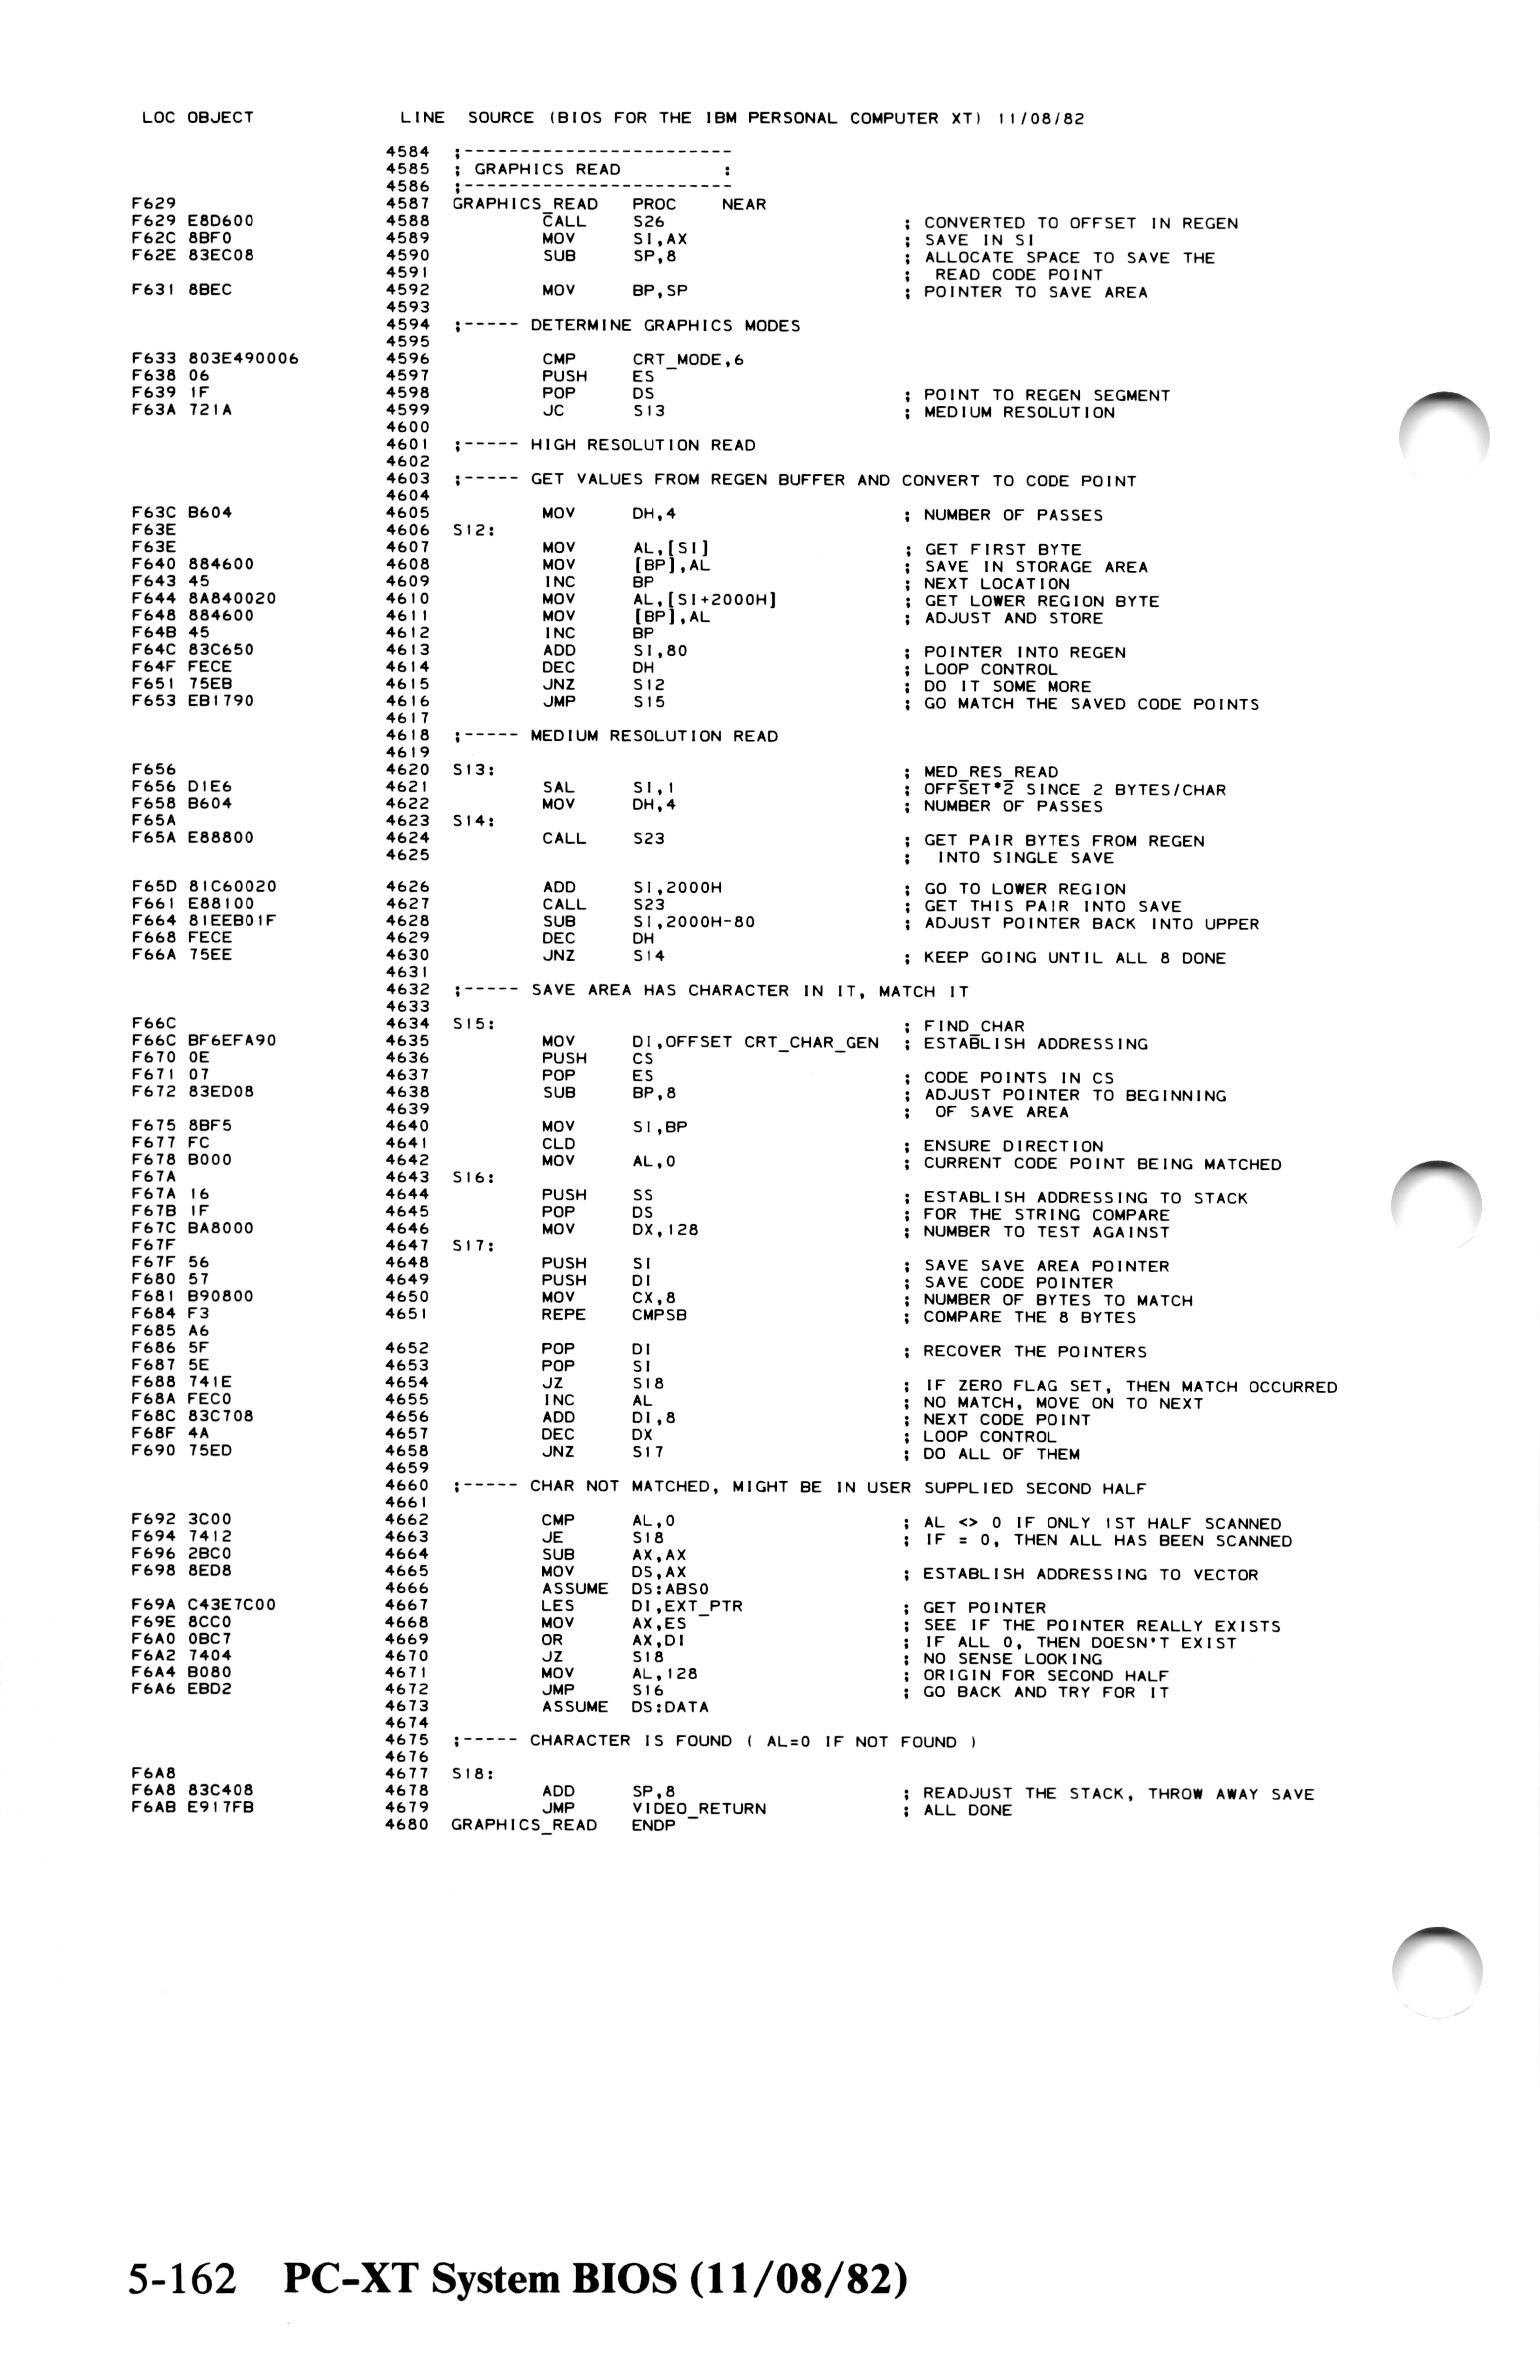 LOC OBJECT LINE SOURCE (BIOS FOR THE IBM PERSONAL COMPUTER XT) 11/08/82
4584 ;------------------------
4585 ; GRAPHICS READ :
4586 ;------------------------
F629 4587 GRAPHICS_READ PROC NEAR
F629 E8D600 4588 CALL S26 ; CONVERTED TO OFFSET IN REGEN
F62C 8BF0 4589 MOV SI,AX ; SAVE IN SI
F62E 83EC08 4590 SUB SP,8 ; ALLOCATE SPACE TO SAVE THE
4591 ; READ CODE POINT
F631 8BEC 4592 MOV BP,SP ; POINTER TO SAVE AREA
4593
4594 ;----- DETERMINE GRAPHICS MODES
4595
F633 803E490006 4596 CMP CRT_MODE,6
F638 06 4597 PUSH ES
F639 1F 4598 POP DS ; POINT TO REGEN SEGMENT
F63A 721A 4599 JC S13 ; MEDIUM RESOLUTION
4600
4601 ;----- HIGH RESOLUTION READ
4602
4603 ;----- GET VALUES FROM REGEN BUFFER AND CONVERT TO CODE POINT
4604
F63C B604 4605 MOV DH,4 ; NUMBER OF PASSES
F63E 4606 S12:
F63E 4607 MOV AL,[SI] ; GET FIRST BYTE
F640 884600 4608 MOV [BP],AL ; SAVE IN STORAGE AREA
F643 45 4609 INC BP ; NEXT LOCATION
F644 8A840020 4610 MOV AL,[SI+2000H] ; GET LOWER REGION BYTE
F648 884600 4611 MOV [BP],AL ; ADJUST AND STORE
F64B 45 4612 INC BP
F64C 83C650 4613 ADD SI,80 ; POINTER INTO REGEN
F64F FECE 4614 DEC DH ; LOOP CONTROL
F651 75EB 4615 JNZ S12 ; DO IT SOME MORE
F653 EB1790 4616 JMP S15 ; GO MATCH THE SAVED CODE POINTS
4617
4618 ;----- MEDIUM RESOLUTION READ
4619
F656 4620 S13: ; MED_RES_READ
F656 D1E6 4621 SAL SI,1 ; OFFSET*2 SINCE 2 BYTES/CHAR
F658 B604 4622 MOV DH,4 ; NUMBER OF PASSES
F65A 4623 S14:
F65A E88800 4624 CALL S23 ; GET PAIR BYTES FROM REGEN
4625 ; INTO SINGLE SAVE
F65D 81C60020 4626 ADD SI,2000H ; GO TO LOWER REGION
F661 E88100 4627 CALL S23 ; GET THIS PAIR INTO SAVE
F664 81EEB01F 4628 SUB SI,2000H-80 ; ADJUST POINTER BACK INTO UPPER
F668 FECE 4629 DEC DH
F66A 75EE 4630 JNZ S14 ; KEEP GOING UNTIL ALL 8 DONE
4631
4632 ;----- SAVE AREA HAS CHARACTER IN IT, MATCH IT
4633
F66C 4634 S15: ; FIND_CHAR
F66C BF6EFA90 4635 MOV DI,OFFSET CRT_CHAR_GEN ; ESTABLISH ADDRESSING
F670 0E 4636 PUSH CS
F671 07 4637 POP ES ; CODE POINTS IN CS
F672 83ED08 4638 SUB BP,8 ; ADJUST POINTER TO BEGINNING
4639 ; OF SAVE AREA
F675 8BF5 4640 MOV SI,BP
F677 FC 4641 CLD ; ENSURE DIRECTION
F678 B000 4642 MOV AL,0 ; CURRENT CODE POINT BEING MATCHED
F67A 4643 S16:
F67A 16 4644 PUSH SS ; ESTABLISH ADDRESSING TO STACK
F67B 1F 4645 POP DS ; FOR THE STRING COMPARE
F67C BA8000 4646 MOV DX,128 ; NUMBER TO TEST AGAINST
F67F 4647 S17:
F67F 56 4648 PUSH SI ; SAVE SAVE AREA POINTER
F680 57 4649 PUSH DI ; SAVE CODE POINTER
F681 B90800 4650 MOV CX,8 ; NUMBER OF BYTES TO MATCH
F684 F3 4651 REPE CMPSB ; COMPARE THE 8 BYTES
F685 A6
F686 5F 4652 POP DI ; RECOVER THE POINTERS
F687 5E 4653 POP SI
F688 741E 4654 JZ S18 ; IF ZERO FLAG SET, THEN MATCH OCCURRED
F68A FEC0 4655 INC AL ; NO MATCH, MOVE ON TO NEXT
F68C 83C708 4656 ADD DI,8 ; NEXT CODE POINT
F68F 4A 4657 DEC DX ; LOOP CONTROL
F690 75ED 4658 JNZ S17 ; DO ALL OF THEM
4659
4660 ;----- CHAR NOT MATCHED, MIGHT BE IN USER SUPPLIED SECOND HALF
4661
F692 3C00 4662 CMP AL,0 ; AL <> 0 IF ONLY 1ST HALF SCANNED
F694 7412 4663 JE S18 ; IF = 0, THEN ALL HAS BEEN SCANNED
F696 2BC0 4664 SUB AX,AX
F698 8ED8 4665 MOV DS,AX ; ESTABLISH ADDRESSING TO VECTOR
4666 ASSUME DS:ABS0
F69A C43E7C00 4667 LES DI,EXT_PTR ; GET POINTER
F69E 8CC0 4668 MOV AX,ES ; SEE IF THE POINTER REALLY EXISTS
F6A0 0BC7 4669 OR AX,DI ; IF ALL 0, THEN DOESN'T EXIST
F6A2 7404 4670 JZ S18 ; NO SENSE LOOKING
F6A4 B080 4671 MOV AL,128 ; ORIGIN FOR SECOND HALF
F6A6 EBD2 4672 JMP S16 ; GO BACK AND TRY FOR IT
4673 ASSUME DS:DATA
4674
4675 ;----- CHARACTER IS FOUND ( AL=0 IF NOT FOUND )
4676
F6A8 4677 S18:
F6A8 83C408 4678 ADD SP,8 ; READJUST THE STACK, THROW AWAY SAVE
F6AB E917FB 4679 JMP VIDEO_RETURN ; ALL DONE
4680 GRAPHICS_READ ENDP
5-162 PC-XT System BIOS (11/08/82)